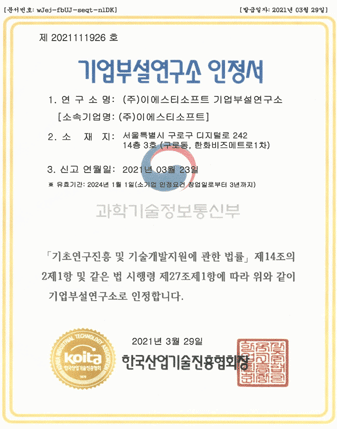 [문서번호: wJej-fbUJ-seqt-nlDK]
[발급일자: 2021년 03월 29일]
제 2021111926 호
기업부설연구소 인정서
1. 연 구 소 명: (주)이에스티소프트 기업부설연구소
[소속기업명: (주)이에스티소프트]
2. 소 재 지: 서울특별시 구로구 디지털로 242
14층 3호 (구로동, 한화비즈메트로1차)
3. 신고 연월일: 2021년 03월 23일
※ 유효기간: 2024년 1월 1일(소기업 인정요건 창업일로부터 3년까지)
과학기술정보통신부
「기초연구진흥 및 기술개발지원에 관한 법률」 제14조의
2제1항 및 같은 법 시행령 제27조제1항에 따라 위와 같이
기업부설연구소로 인정합니다.
2021년 3월 29일
koita
한국산업기술진흥협회
한국산업기술진흥협회장